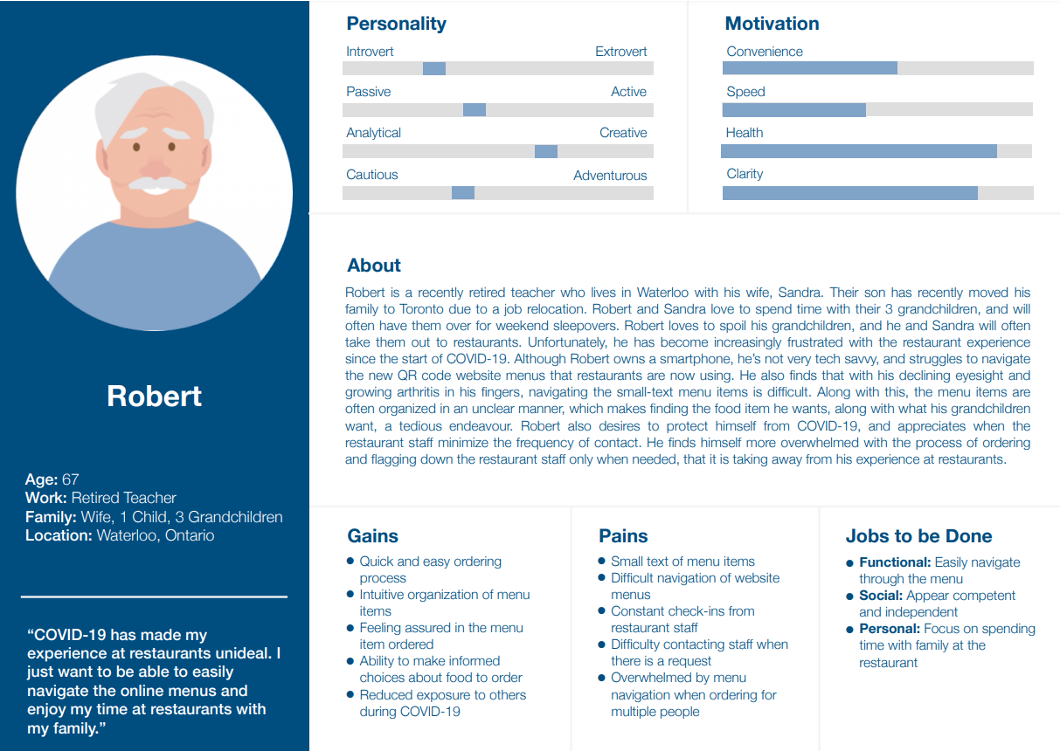 Robert
Age: 67
Work: Retired Teacher
Family: Wife, 1 Child, 3 Grandchildren
Location: Waterloo, Ontario
“COVID-19 has made my
experience at restaurants unideal. I
just want to be able to easily
navigate the online menus and
enjoy my time at restaurants with
my family.”
Personality
Introvert Extrovert
Passive Active
Analytical Creative
Cautious Adventurous
Motivation
Convenience
Speed
Health
Clarity
About
Robert is a recently retired teacher who lives in Waterloo with his wife, Sandra. Their son has recently moved his
family to Toronto due to a job relocation. Robert and Sandra love to spend time with their 3 grandchildren, and will
often have them over for weekend sleepovers. Robert loves to spoil his grandchildren, and he and Sandra will often
take them out to restaurants. Unfortunately, he has become increasingly frustrated with the restaurant experience
since the start of COVID-19. Although Robert owns a smartphone, he’s not very tech savvy, and struggles to navigate
the new QR code website menus that restaurants are now using. He also finds that with his declining eyesight and
growing arthritis in his fingers, navigating the small-text menu items is difficult. Along with this, the menu items are
often organized in an unclear manner, which makes finding the food item he wants, along with what his grandchildren
want, a tedious endeavour. Robert also desires to protect himself from COVID-19, and appreciates when the
restaurant staff minimize the frequency of contact. He finds himself more overwhelmed with the process of ordering
and flagging down the restaurant staff only when needed, that it is taking away from his experience at restaurants.
Gains
● Quick and easy ordering
process
● Intuitive organization of menu
items
● Feeling assured in the menu
item ordered
● Ability to make informed
choices about food to order
● Reduced exposure to others
during COVID-19
Pains
● Small text of menu items
● Difficult navigation of website
menus
● Constant check-ins from
restaurant staff
● Difficulty contacting staff when
there is a request
● Overwhelmed by menu
navigation when ordering for
multiple people
Jobs to be Done
● Functional: Easily navigate
through the menu
● Social: Appear competent
and independent
● Personal: Focus on spending
time with family at the
restaurant